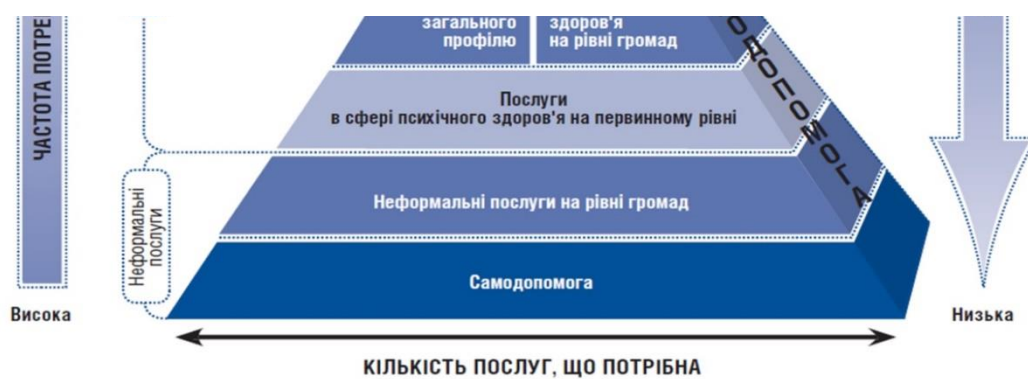 загального
профілю
здоров'я
на рівні громад
Послуги
в сфері психічного здоров'я на первинному рівні
Неформальні послуги на рівні громад
Самодопомога
ОДОПОМОГА
ЧАСТОТА ПОТРЕ
Неформальні
послуги
Висока
Низька
КІЛЬКІСТЬ ПОСЛУГ, ЩО ПОТРІБНА